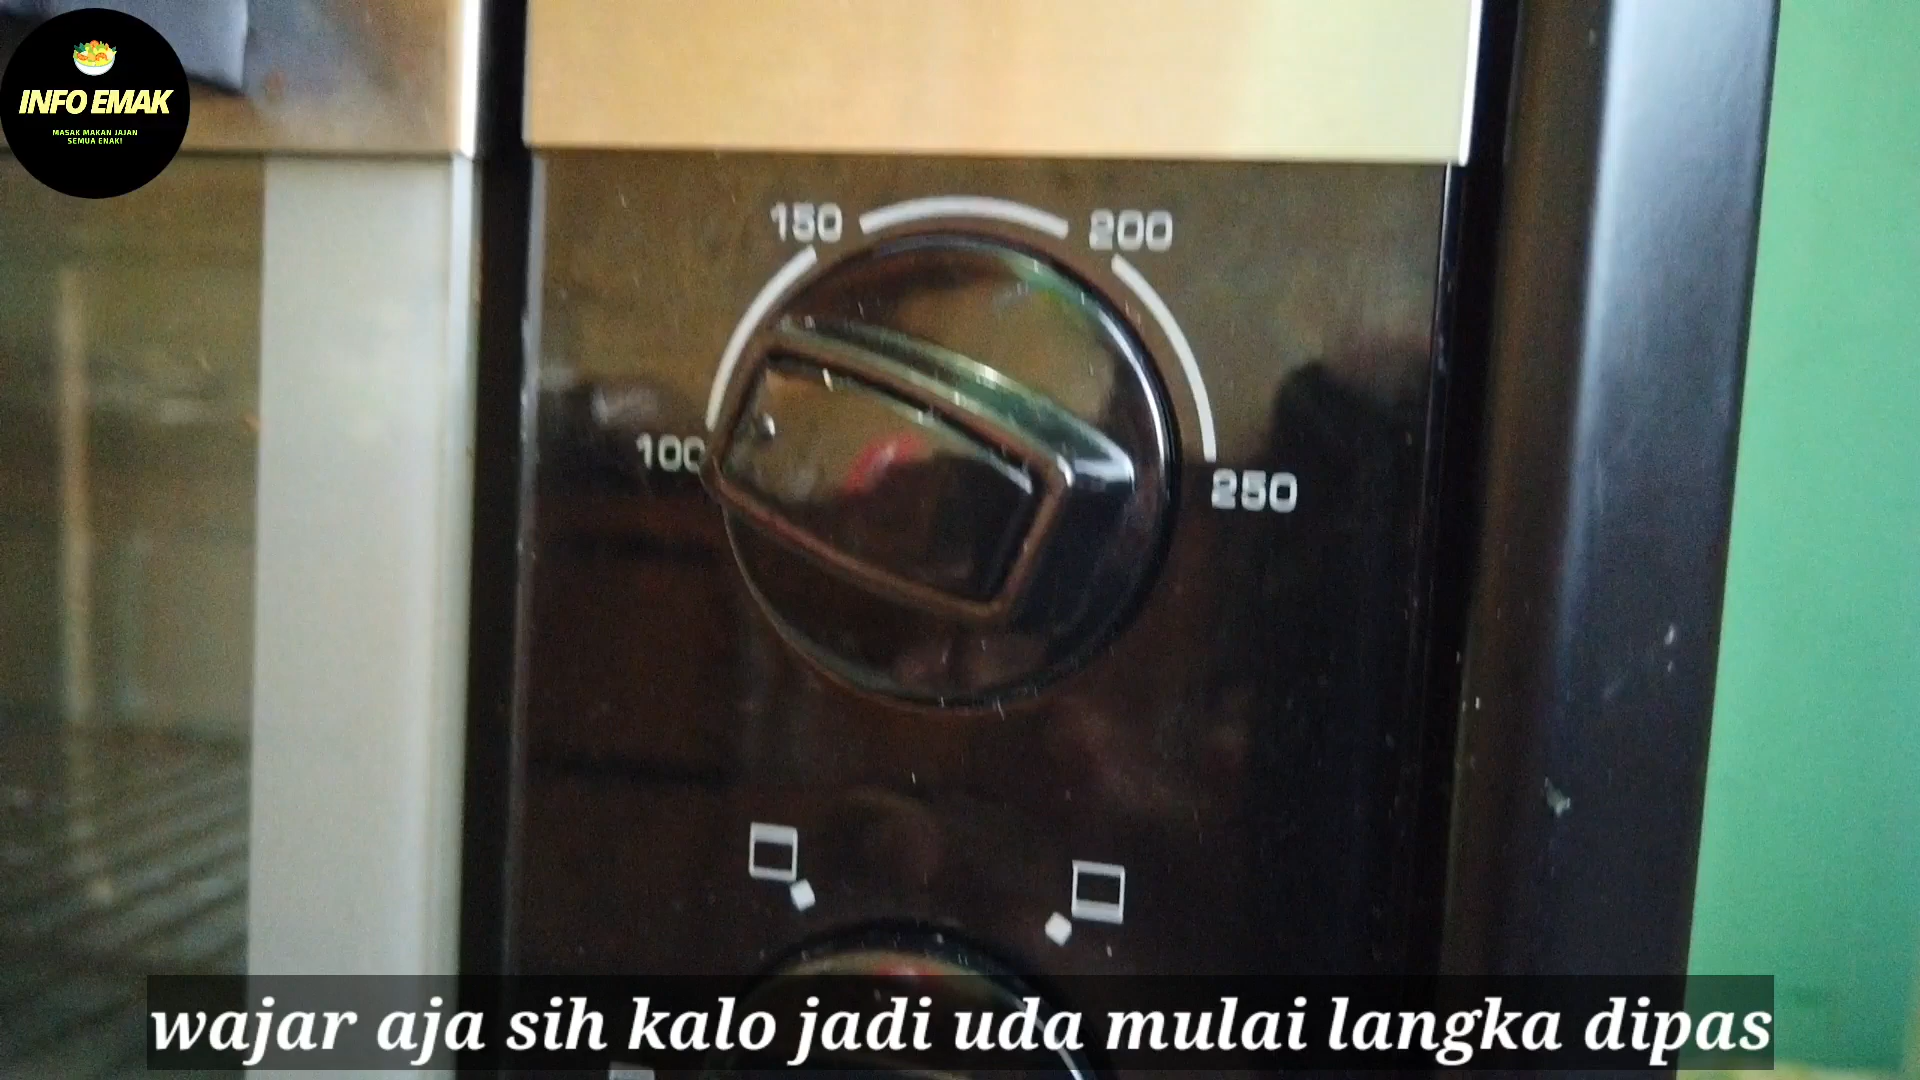 INFO EMAK
MASAK MAKAN JAJAN
SEMUA ENAK!
150
200
100
250
wajar aja sih kalo jadi uda mulai langka dipas